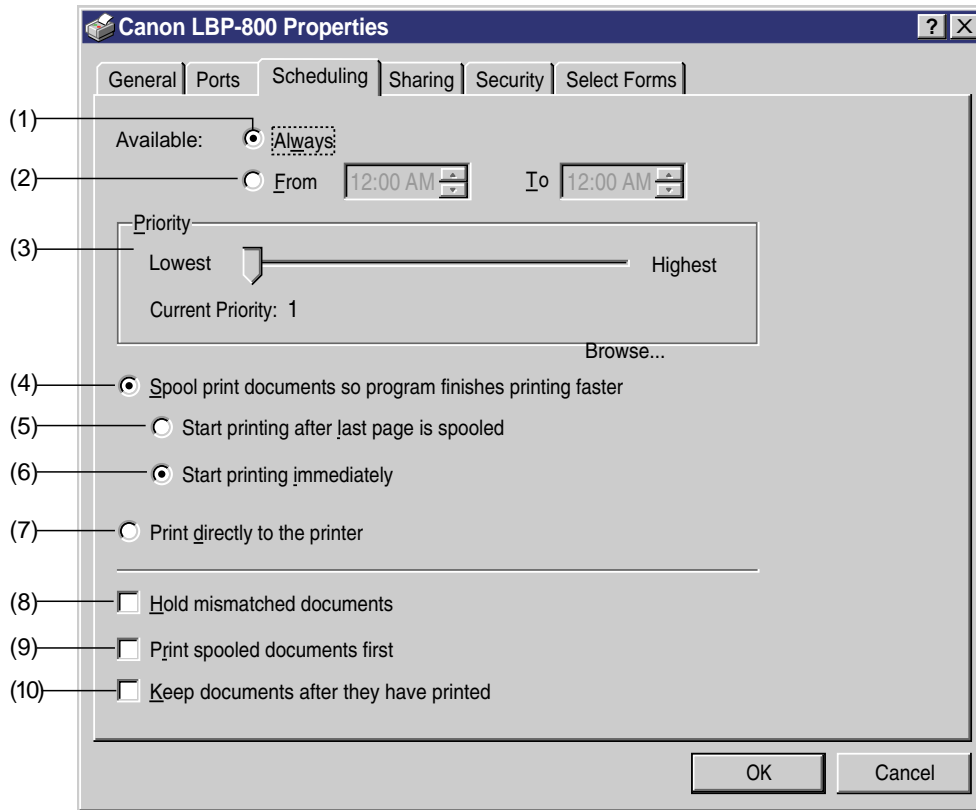 Canon LBP-800 Properties
General Ports Scheduling Sharing Security Select Forms
(1)
Available: Always
(2) From 12:00 AM To 12:00 AM
Priority
(3) Lowest Highest
Current Priority: 1
Browse...
(4) Spool print documents so program finishes printing faster
(5) Start printing after last page is spooled
(6) Start printing immediately
(7) Print directly to the printer
(8) Hold mismatched documents
(9) Print spooled documents first
(10) Keep documents after they have printed
OK Cancel